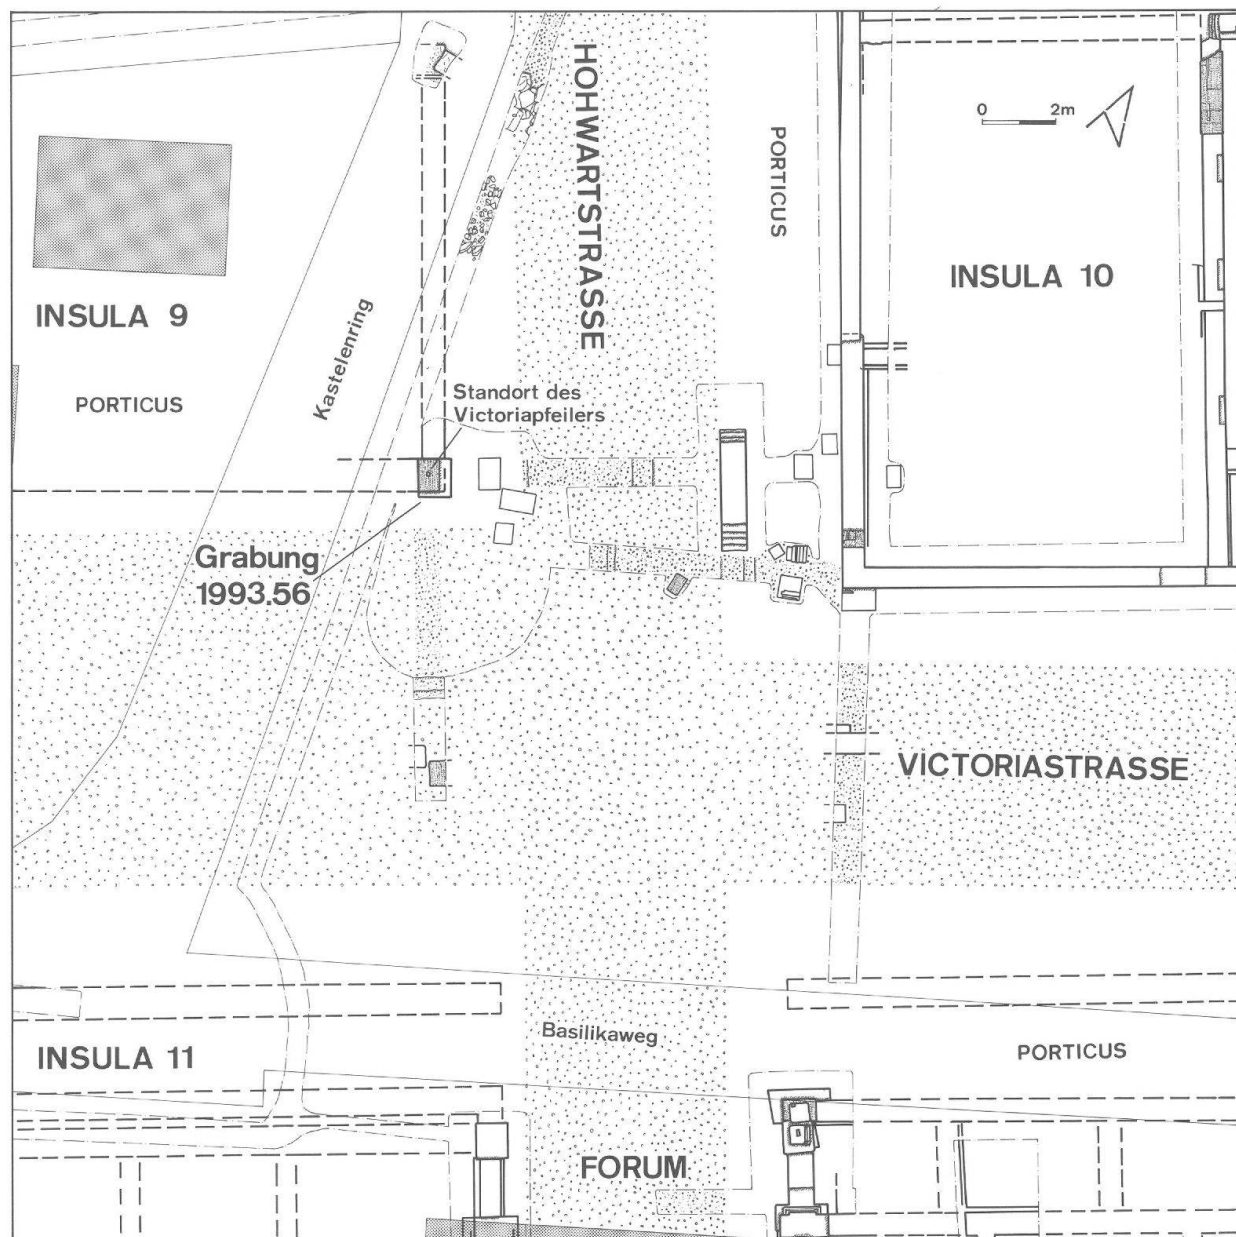 HOHWARTSTRASSE
PORTICUS
0 2m
INSULA 10
INSULA 9
PORTICUS
Kastelenring
Standort des
Victoriapfeilers
Grabung
1993.56
VICTORIASTRASSE
Basilikaweg
INSULA 11
PORTICUS
FORUM